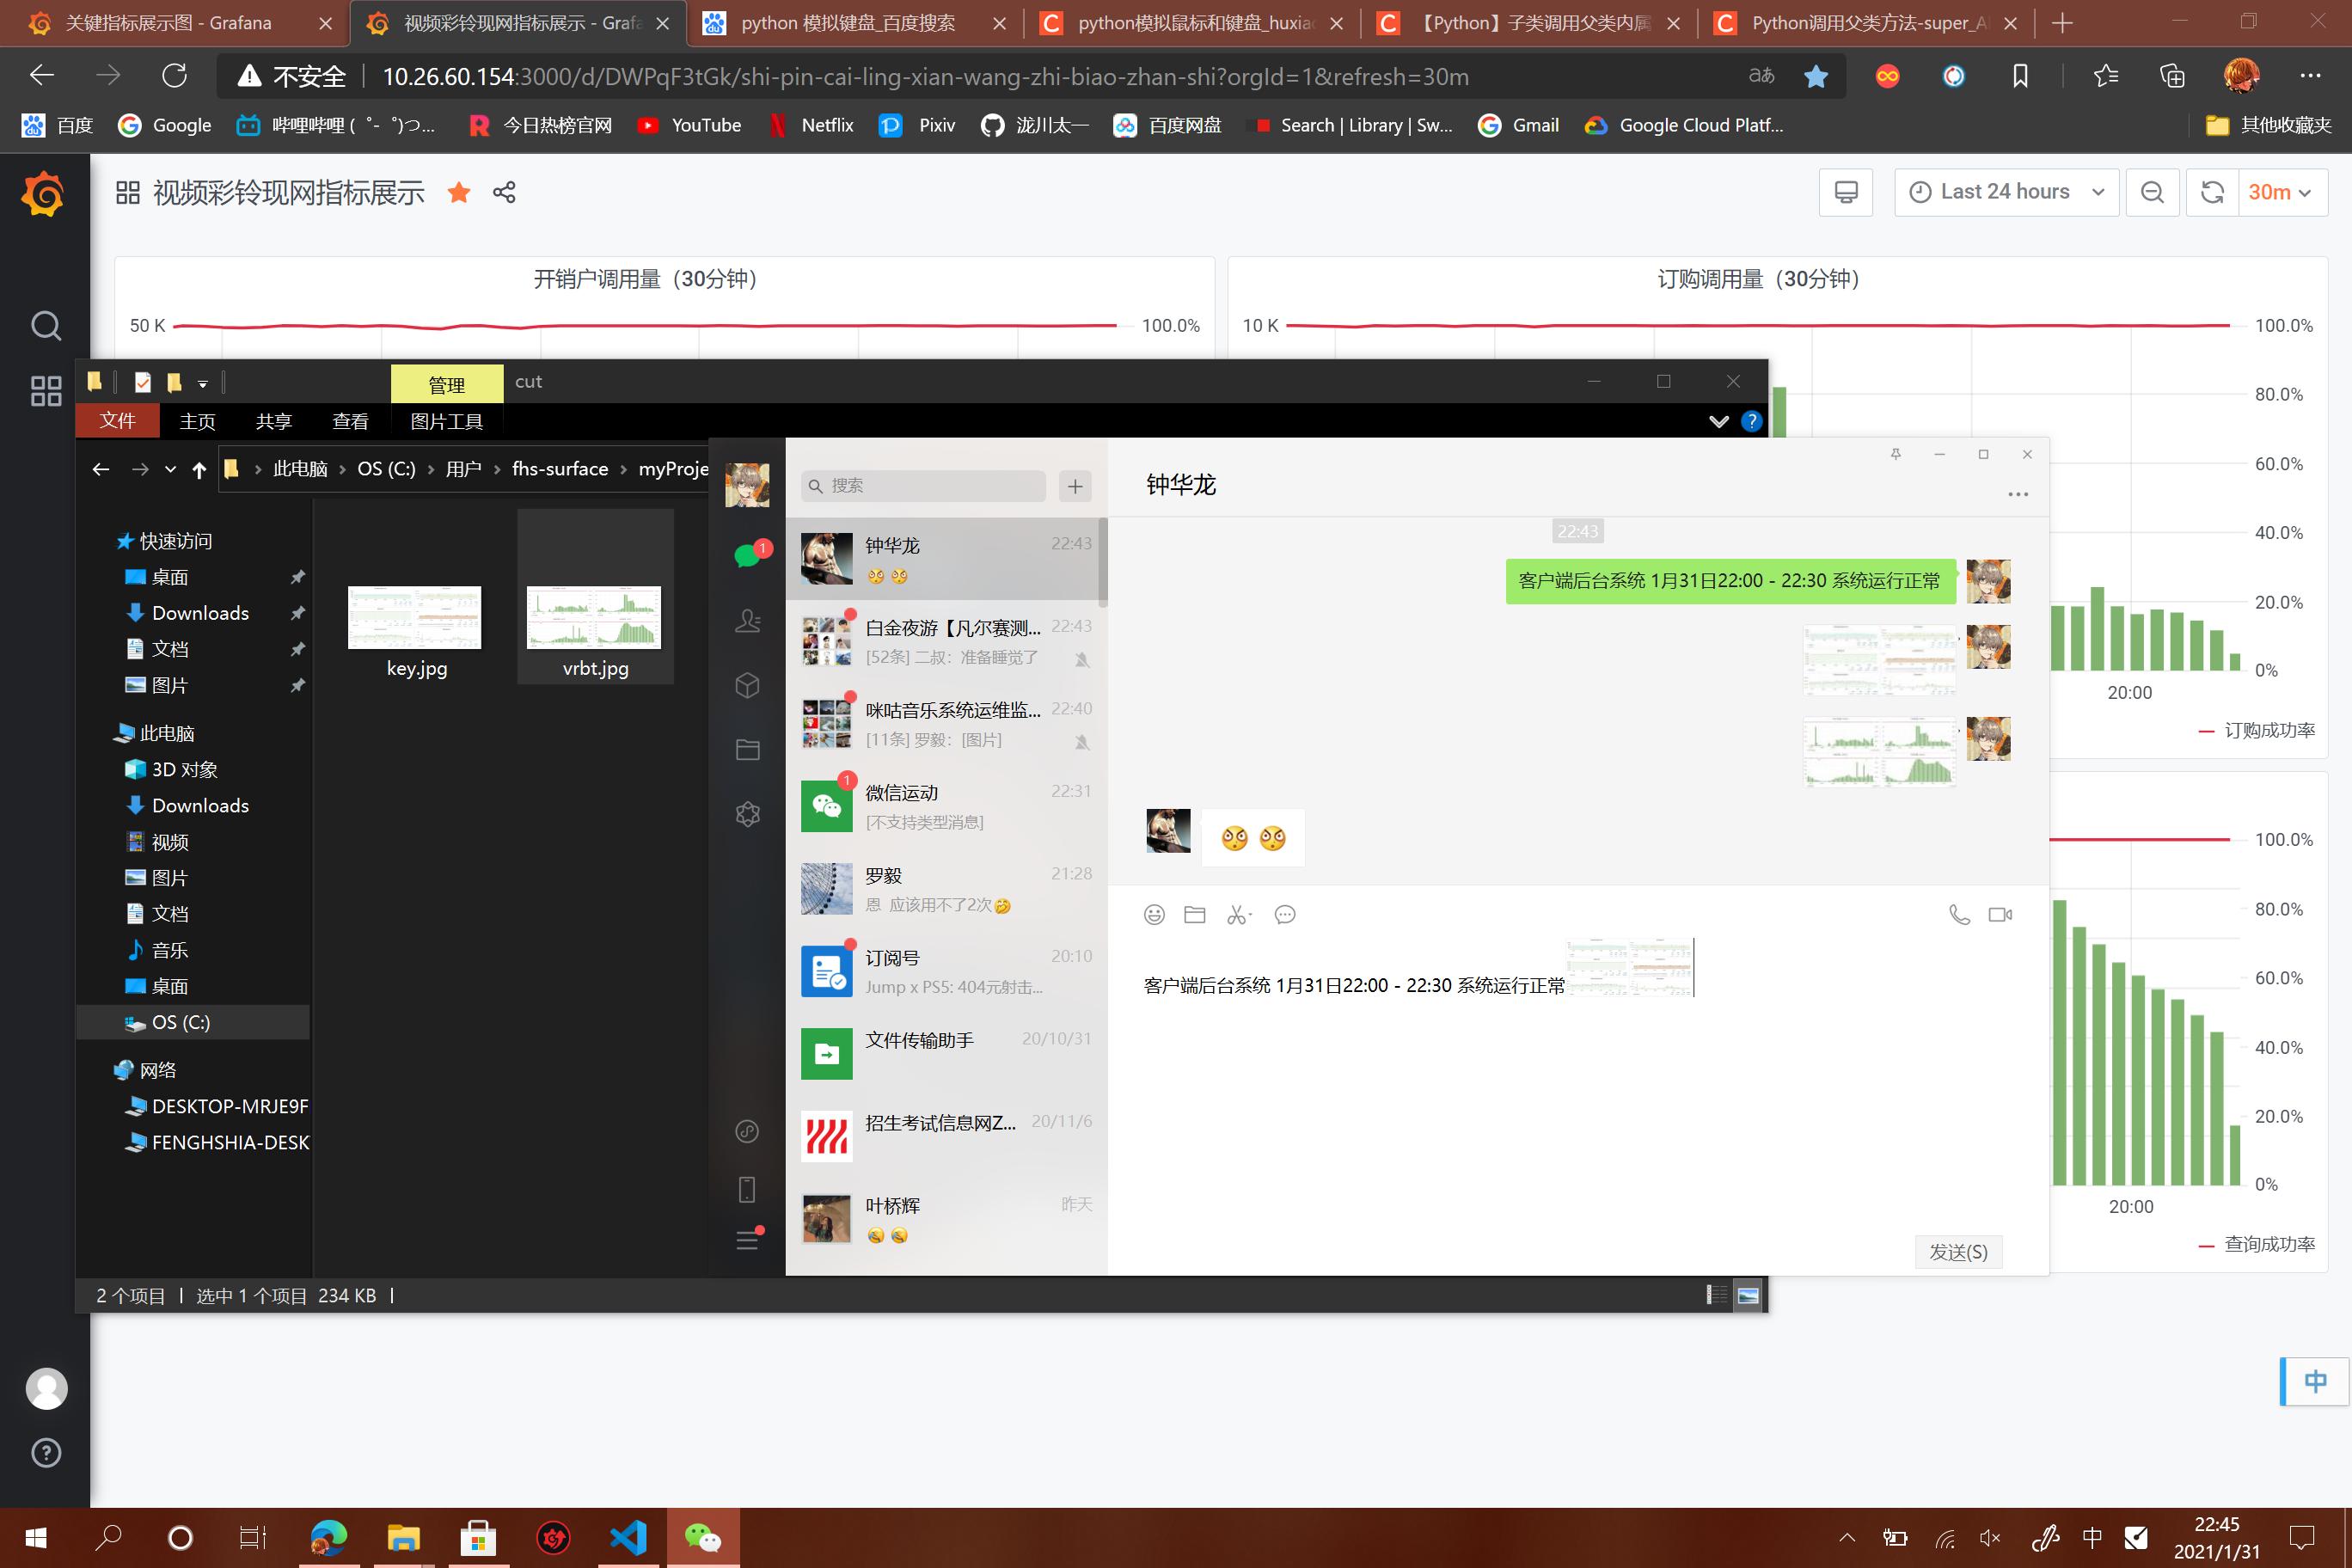 关键指标展示图 - Grafana
视频彩铃现网指标展示 - Grafa
python 模拟键盘_百度搜索
python模拟鼠标和键盘_huxiao
【Python】子类调用父类内属
Python调用父类方法-super_A
不安全
10.26.60.154:3000/d/DWPqF3tGk/shi-pin-cai-ling-xian-wang-zhi-biao-zhan-shi?orgId=1&refresh=30m
百度
Google
哔哩哔哩 ( ゜- ゜)つ...
今日热榜官网
YouTube
Netflix
Pixiv
泷川太一
百度网盘
Search | Library | Sw...
Gmail
Google Cloud Platf...
其他收藏夹
视频彩铃现网指标展示
Last 24 hours
30m
开销户调用量（30分钟）
50 K
100.0%
订购调用量（30分钟）
10 K
100.0%
80.0%
60.0%
40.0%
20.0%
0%
20:00
订购成功率
100.0%
80.0%
60.0%
40.0%
20.0%
0%
20:00
查询成功率
管理
cut
文件
主页
共享
查看
图片工具
此电脑 › OS (C:) › 用户 › fhs-surface › myProje
快速访问
桌面
Downloads
文档
图片
此电脑
3D 对象
Downloads
视频
图片
文档
音乐
桌面
OS (C:)
网络
DESKTOP-MRJE9F
FENGHSHIA-DESK
key.jpg
vrbt.jpg
2 个项目
选中 1 个项目 234 KB
1
搜索
钟华龙
22:43
白金夜游【凡尔赛测...
22:43
[52条] 二叔：准备睡觉了
咪咕音乐系统运维监...
22:40
[11条] 罗毅：[图片]
1
微信运动
22:31
[不支持类型消息]
罗毅
21:28
恩 应该用不了2次
订阅号
20:10
Jump x PS5: 404元射击...
文件传输助手
20/10/31
招生考试信息网Z...
20/11/6
叶桥辉
昨天
钟华龙
22:43
客户端后台系统 1月31日22:00 - 22:30 系统运行正常
客户端后台系统 1月31日22:00 - 22:30 系统运行正常
发送(S)
中
中
22:45
2021/1/31